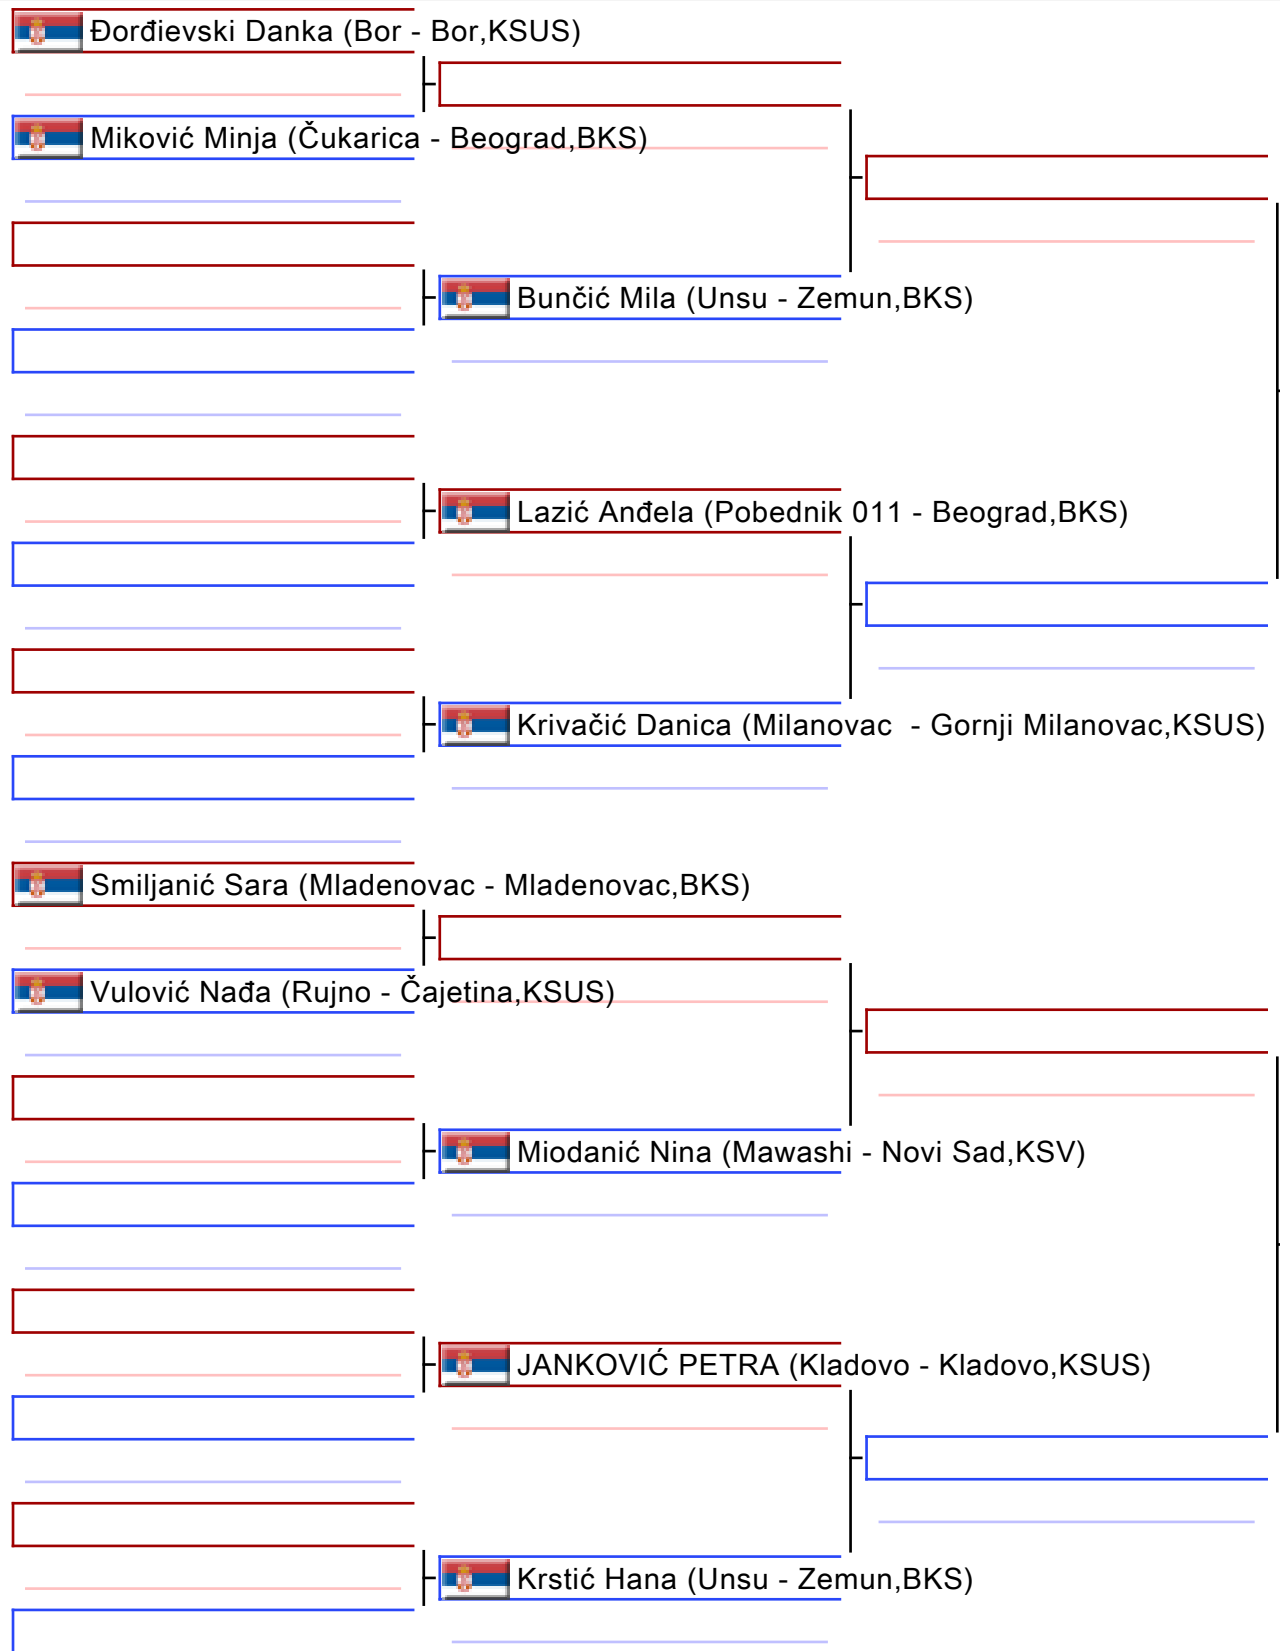 Đorđievski Danka (Bor - Bor,KSUS)
Miković Minja (Čukarica - Beograd,BKS)
Bunčić Mila (Unsu - Zemun,BKS)
Lazić Anđela (Pobednik 011 - Beograd,BKS)
Krivačić Danica (Milanovac  - Gornji Milanovac,KSUS)
Smiljanić Sara (Mladenovac - Mladenovac,BKS)
Vulović Nađa (Rujno - Čajetina,KSUS)
Miodanić Nina (Mawashi - Novi Sad,KSV)
JANKOVIĆ PETRA (Kladovo - Kladovo,KSUS)
Krstić Hana (Unsu - Zemun,BKS)